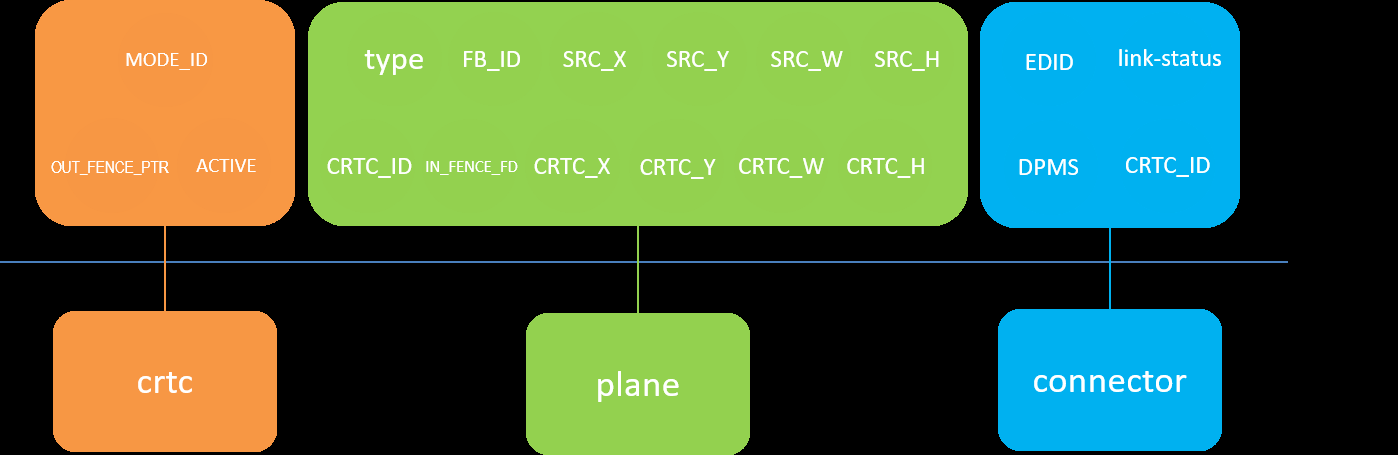 MODE_ID
OUT_FENCE_PTR ACTIVE
type FB_ID SRC_X SRC_Y SRC_W SRC_H
CRTC_ID IN_FENCE_FD CRTC_X CRTC_Y CRTC_W CRTC_H
EDID link-status
DPMS CRTC_ID
crtc
plane
connector